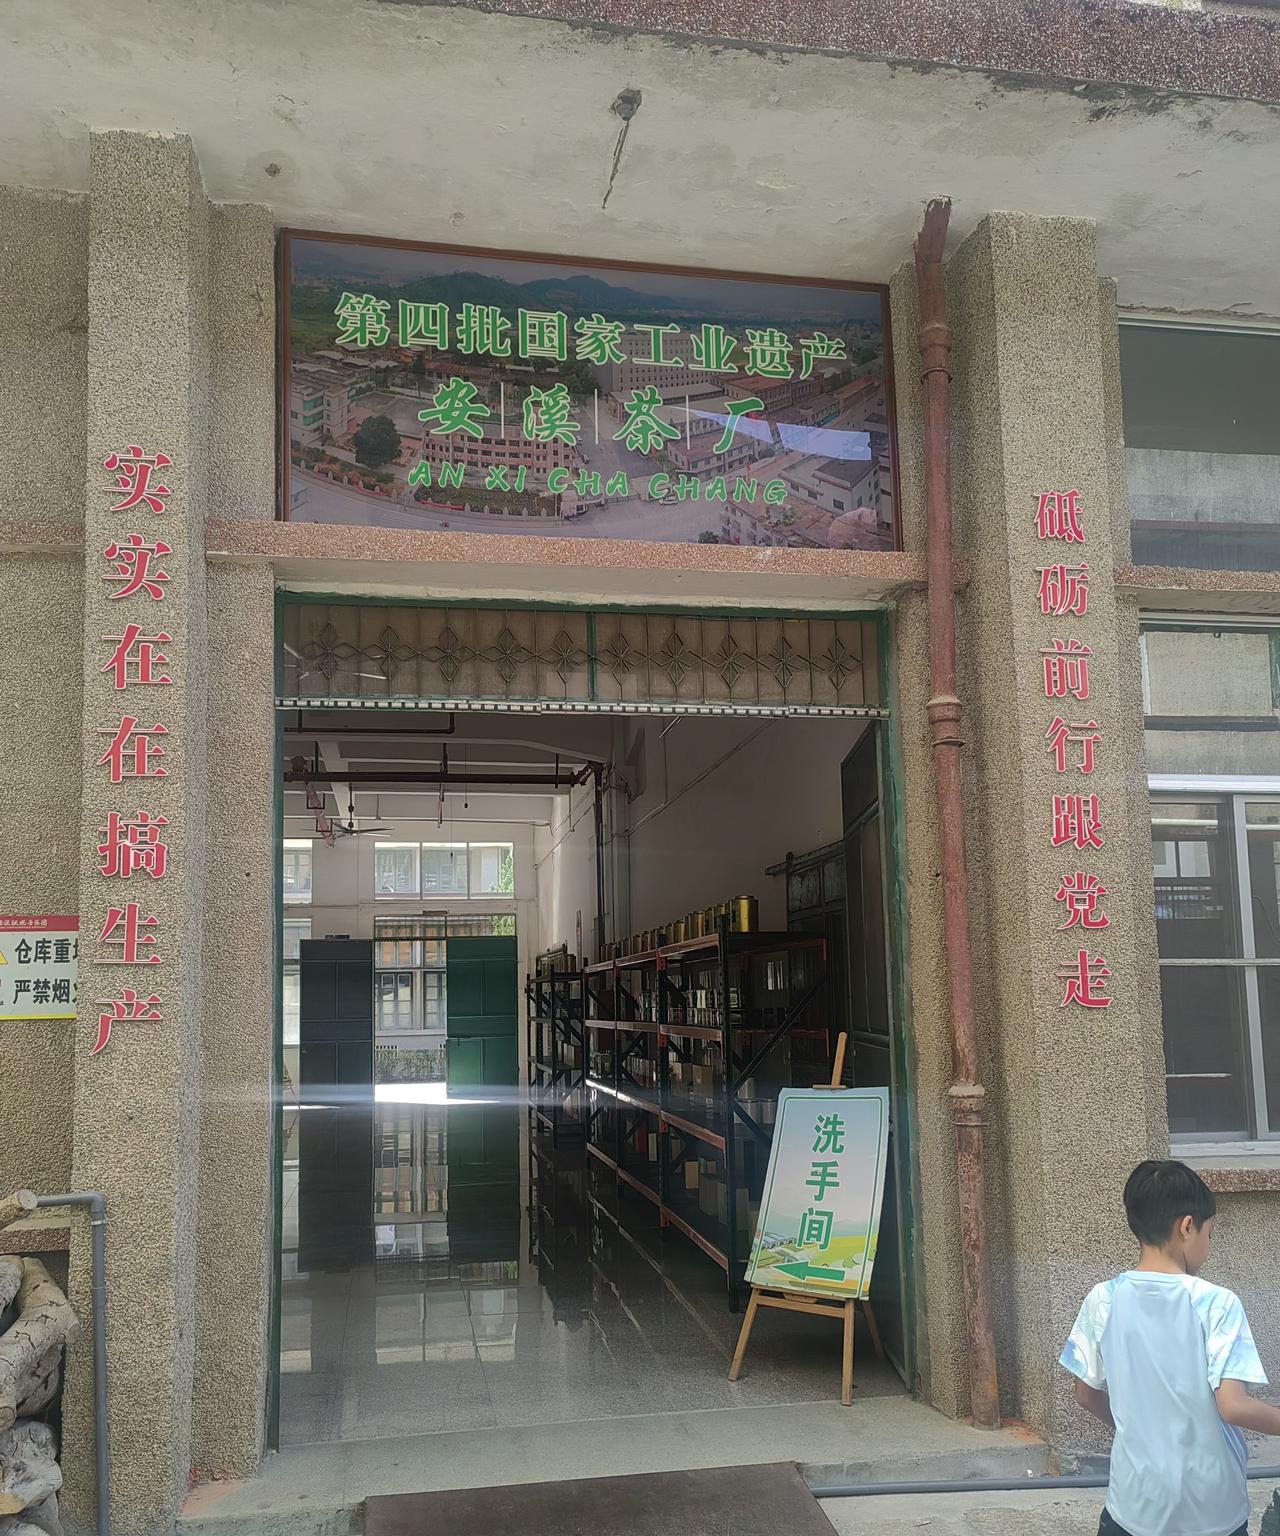 第四批国家工业遗产
安溪茶厂
AN XI CHA CHANG
实实在在搞生产
砥砺前行跟党走
仓库重
严禁烟
洗手间